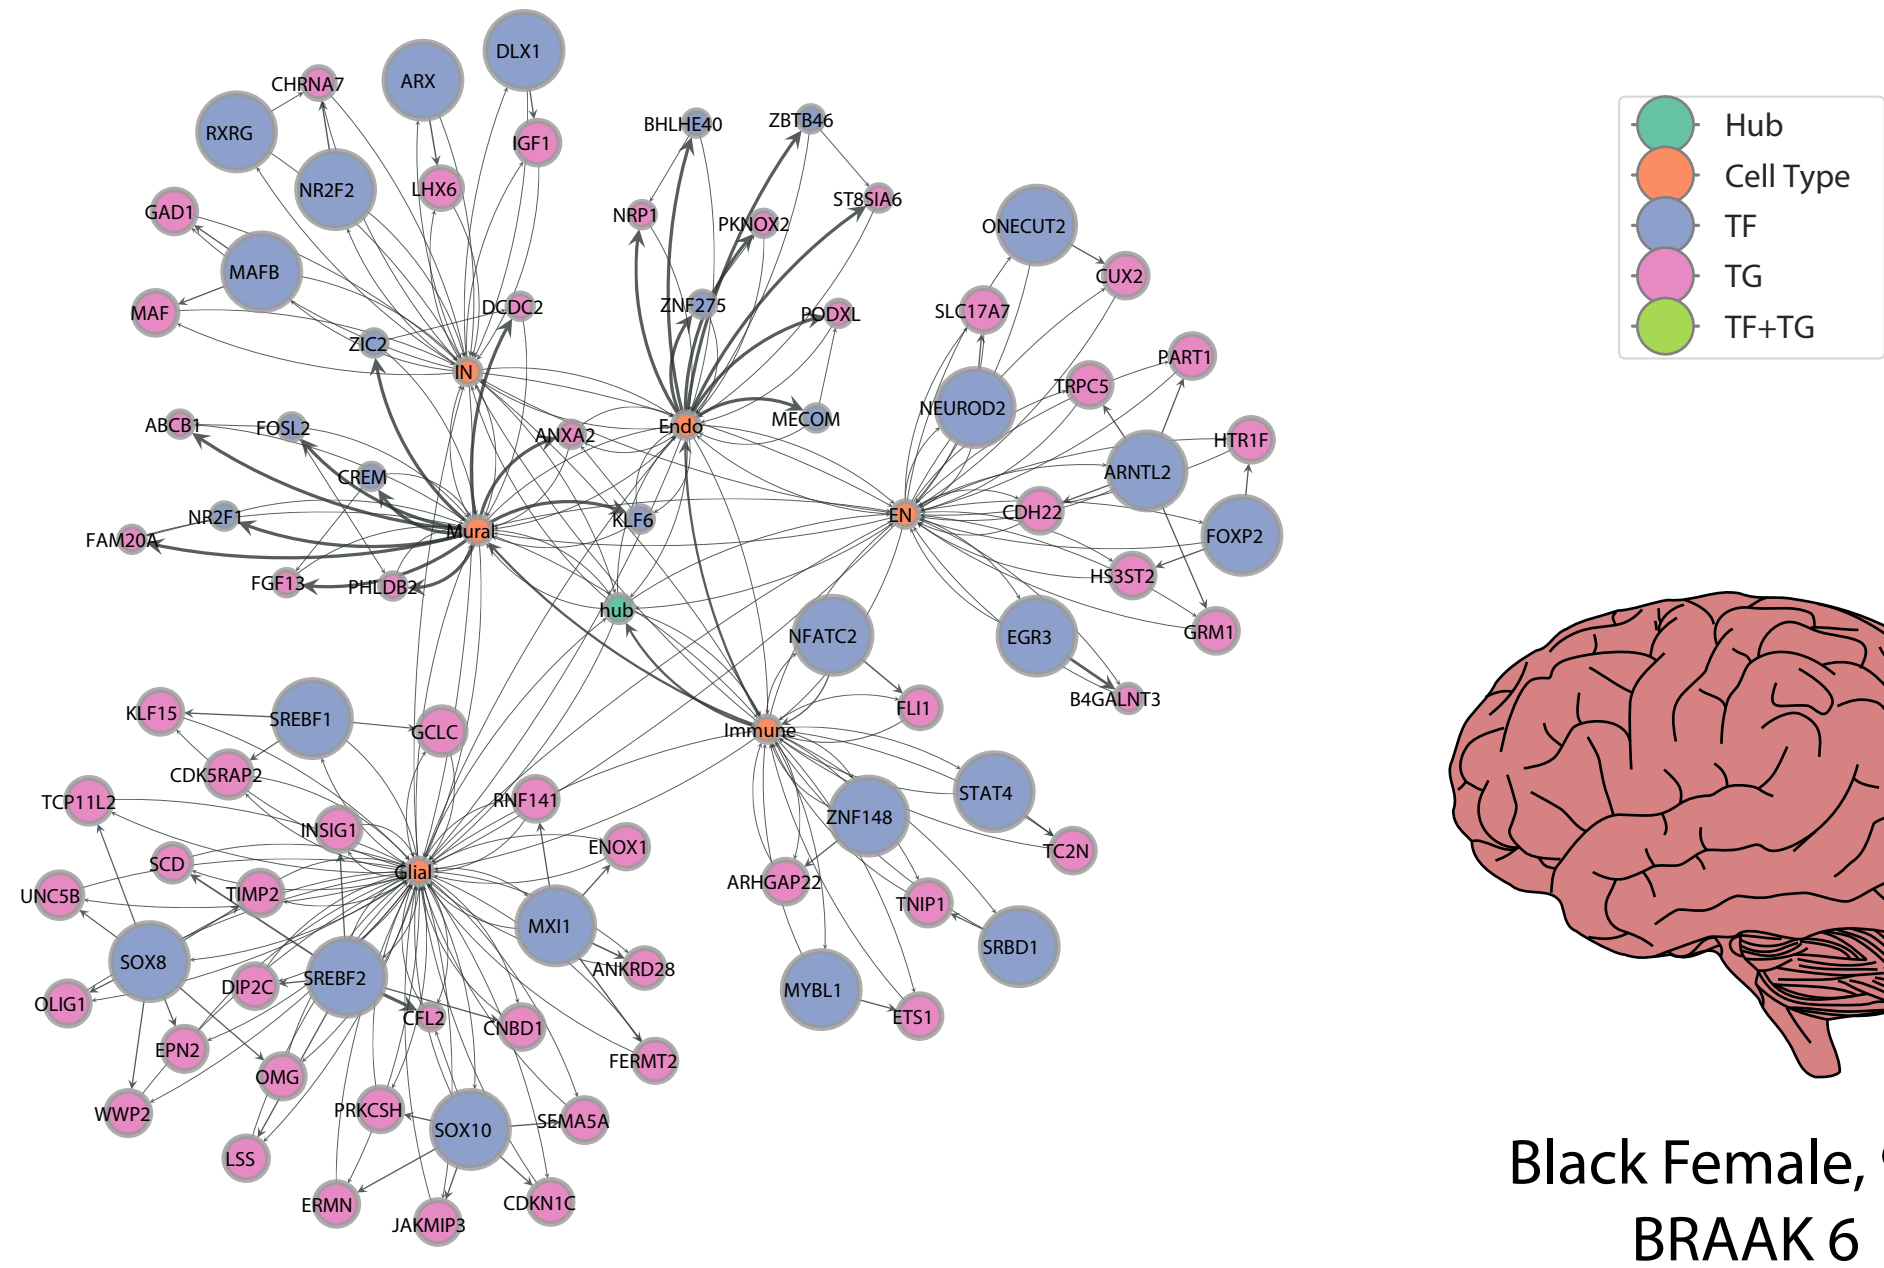 DLX1
ARX
CHRNA7
RXRG
IGF1
NR2F2
LHX6
GAD1
MAFB
MAF
DCDC2
ZIC2
IN
BHLHE40
ZBTB46
NRP1
PKNOX2
ST8SIA6
ZNF275
PODXL
MECOM
Endo
ANXA2
ABCB1
FOSL2
CREM
NR2F1
FAM20A
Mural
KLF6
FGF13
PHLDB2
hub
ONECUT2
CUX2
SLC17A7
PART1
TRPC5
NEUROD2
HTR1F
ARNTL2
EN
CDH22
FOXP2
HS3ST2
GRM1
EGR3
B4GALNT3
NFATC2
FLI1
Immune
STAT4
ZNF148
TC2N
ARHGAP22
TNIP1
SRBD1
MYBL1
ETS1
KLF15
SREBF1
GCLC
CDK5RAP2
TCP11L2
RNF141
INSIG1
ENOX1
SCD
Glial
UNC5B
TIMP2
MXI1
SOX8
SREBF2
ANKRD28
DIP2C
OLIG1
CFL2
CNBD1
EPN2
FERMT2
OMG
WWP2
PRKCSH
SOX10
SEMA5A
LSS
ERMN
JAKMIP3
CDKN1C
Hub
Cell Type
TF
TG
TF+TG
Black Female,
BRAAK 6